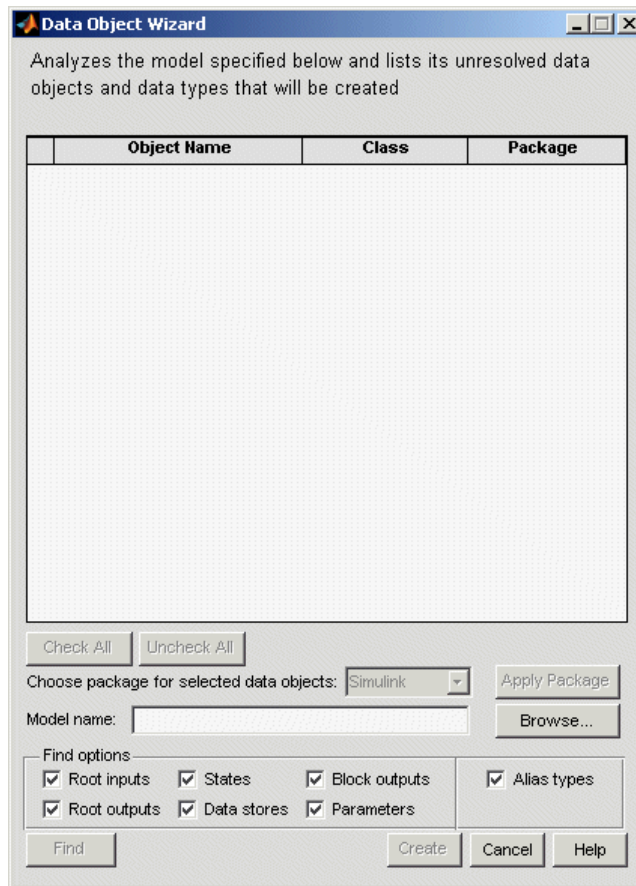 Data Object Wizard
Analyzes the model specified below and lists its unresolved data
objects and data types that will be created
Object Name Class Package
Check All Uncheck All
Choose package for selected data objects: Simulink Apply Package
Model name: Browse...
Find options
Root inputs States Block outputs Alias types
Root outputs Data stores Parameters
Find Create Cancel Help